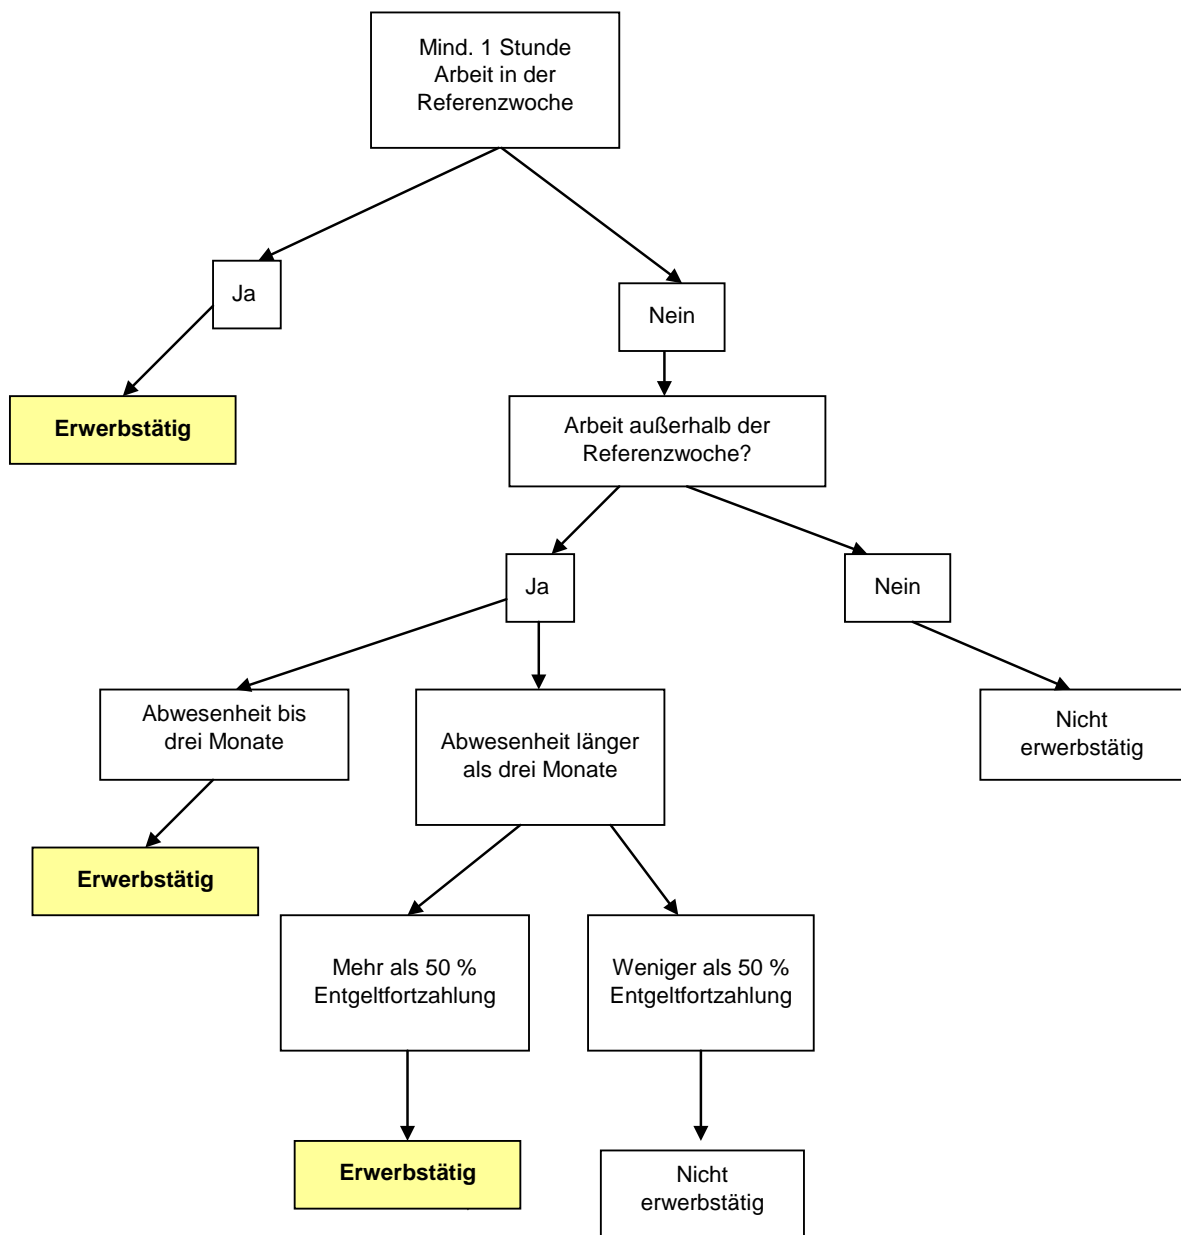 Mind. 1 Stunde
Arbeit in der
Referenzwoche
Ja
Nein
Erwerbstätig
Arbeit außerhalb der
Referenzwoche?
Ja
Nein
Abwesenheit bis
drei Monate
Abwesenheit länger
als drei Monate
Nicht
erwerbstätig
Erwerbstätig
Mehr als 50 %
Entgeltfortzahlung
Weniger als 50 %
Entgeltfortzahlung
Erwerbstätig
Nicht
erwerbstätig